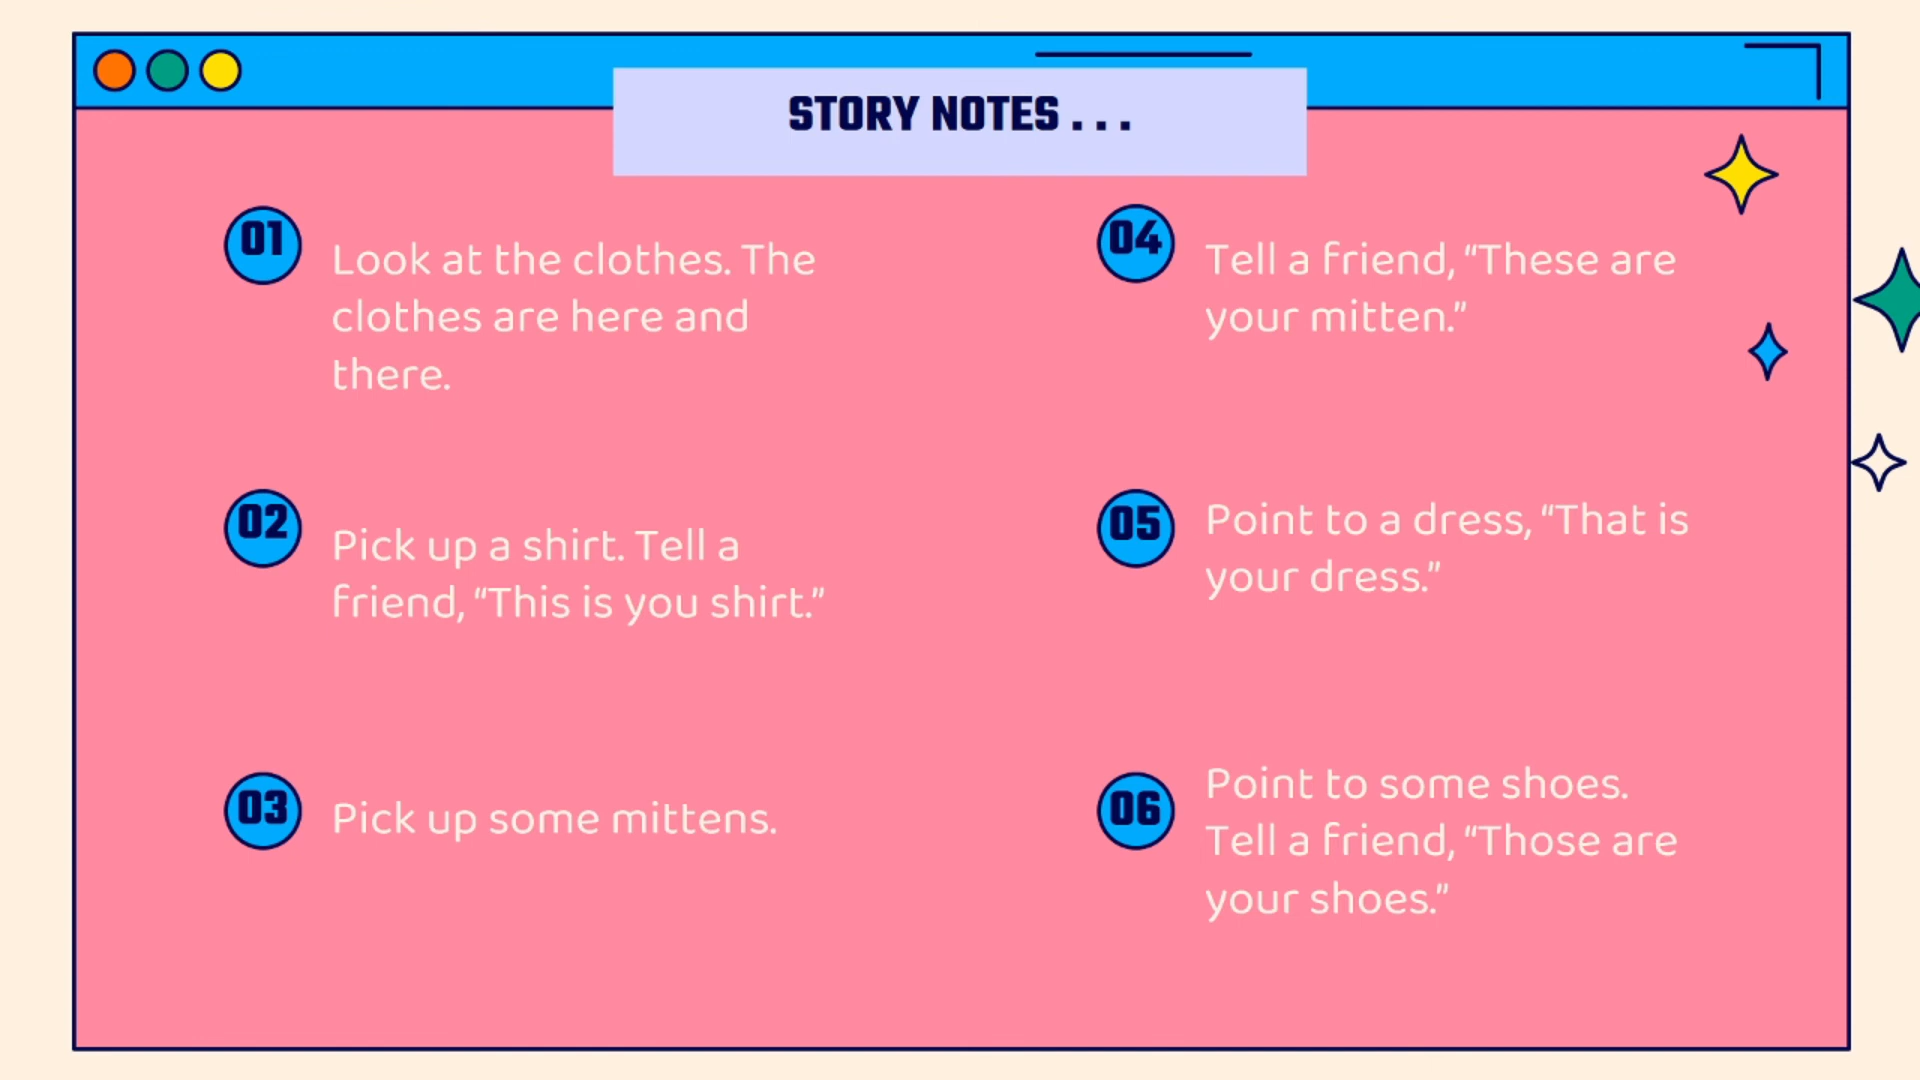 STORY NOTES . . .
01
Look at the clothes. The
clothes are here and
there.
02
Pick up a shirt. Tell a
friend, “This is you shirt.”
03
Pick up some mittens.
04
Tell a friend, “These are
your mitten.”
05
Point to a dress, “That is
your dress.”
06
Point to some shoes.
Tell a friend, “Those are
your shoes.”